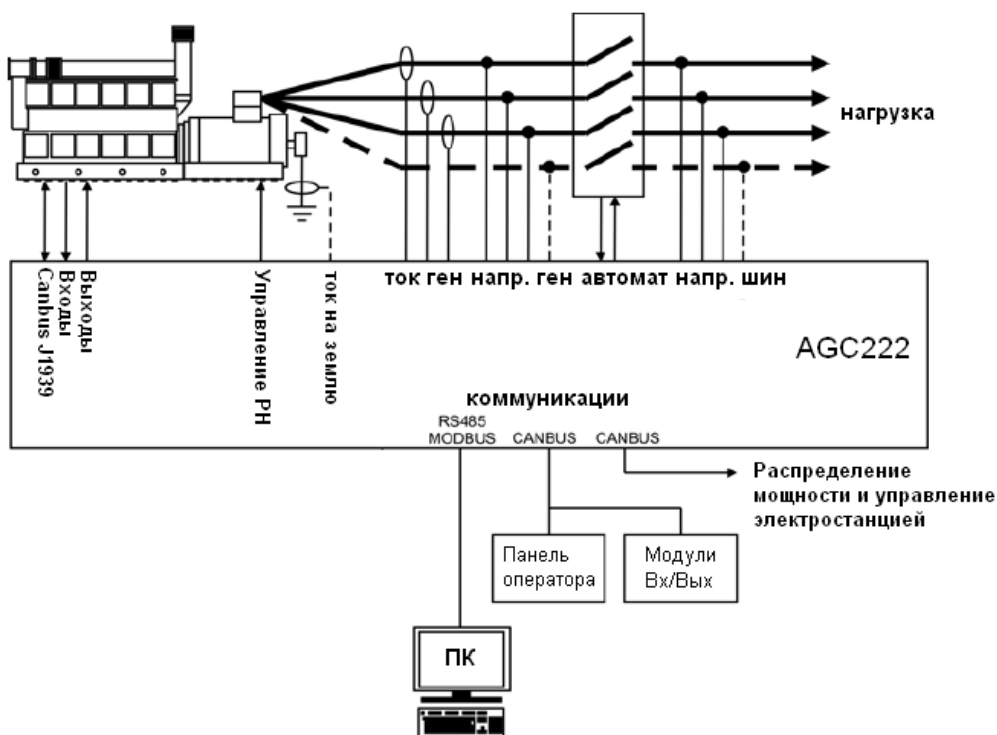 нагрузка
Canbus J1939
Входы
Выходы
Управление РН
ток на землю
ток ген напр. ген автомат напр. шин
AGC222
коммуникации
RS485
MODBUS CANBUS CANBUS
Распределение
мощности и управление
электростанцией
Панель
оператора
Модули
Вх/Вых
ПК